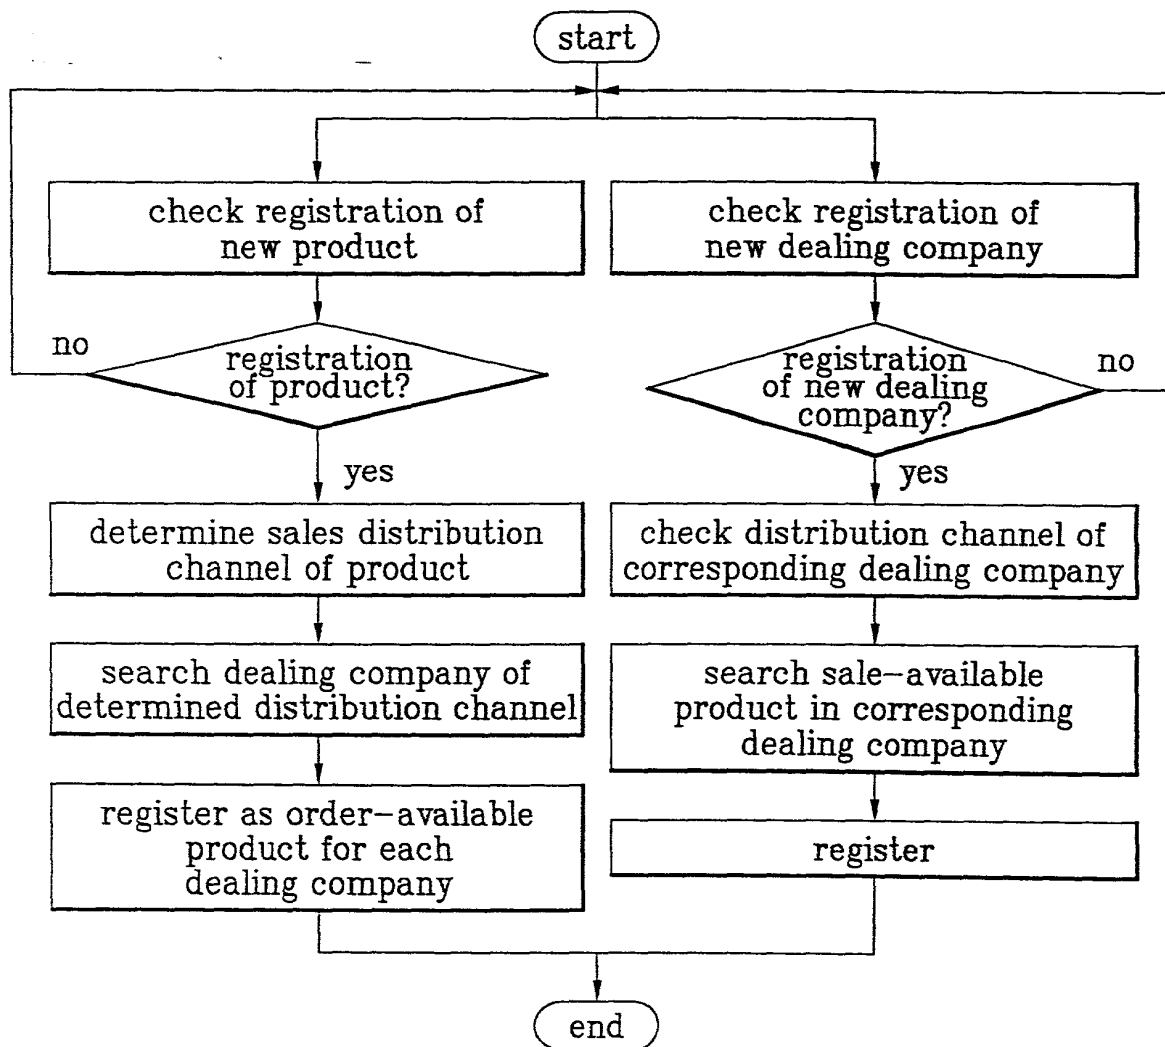 start
check registration of
new product
check registration of
new dealing company
no
registration
of product?
registration
of new dealing
company?
no
yes
yes
determine sales distribution
channel of product
check distribution channel of
corresponding dealing company
search dealing company of
determined distribution channel
search sale-available
product in corresponding
dealing company
register as order-available
product for each
dealing company
register
end